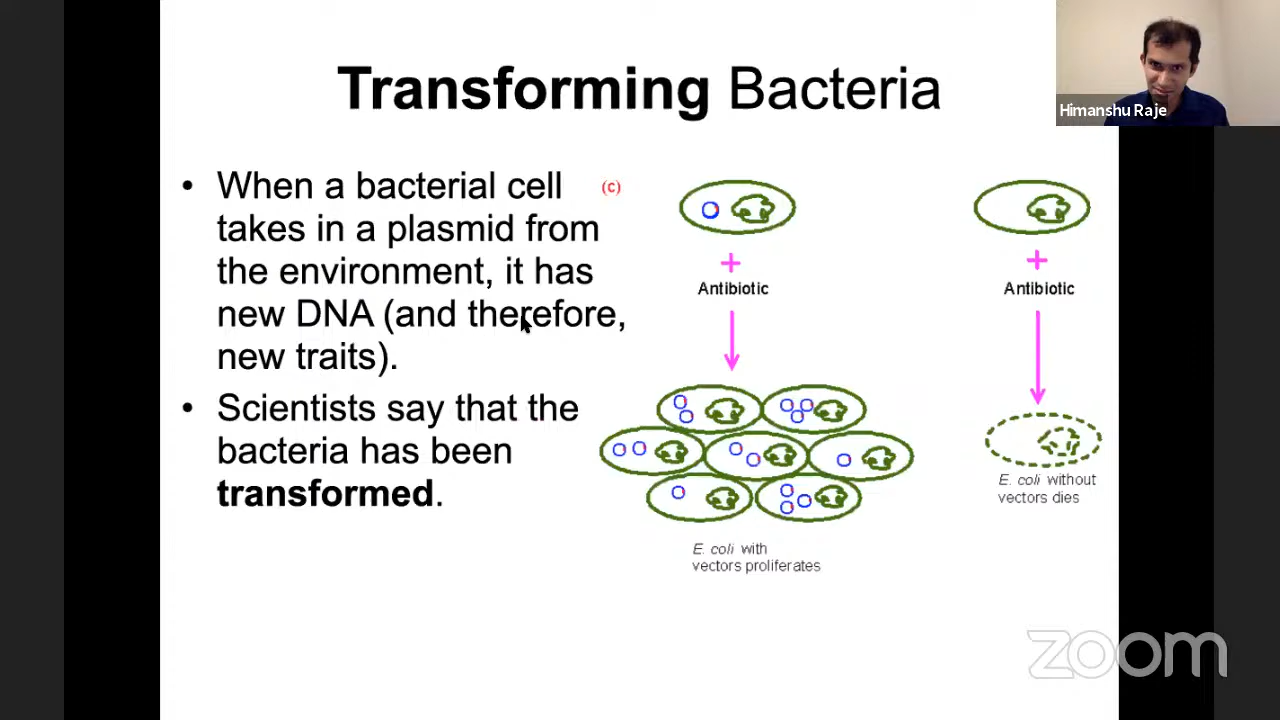 Transforming Bacteria
Himanshu Raje
• When a bacterial cell
takes in a plasmid from
the environment, it has
new DNA (and therefore,
new traits).
• Scientists say that the
bacteria has been
transformed.
(c)
+
Antibiotic
+
Antibiotic
E. coli with
vectors proliferates
E. coli without
vectors dies
zoom